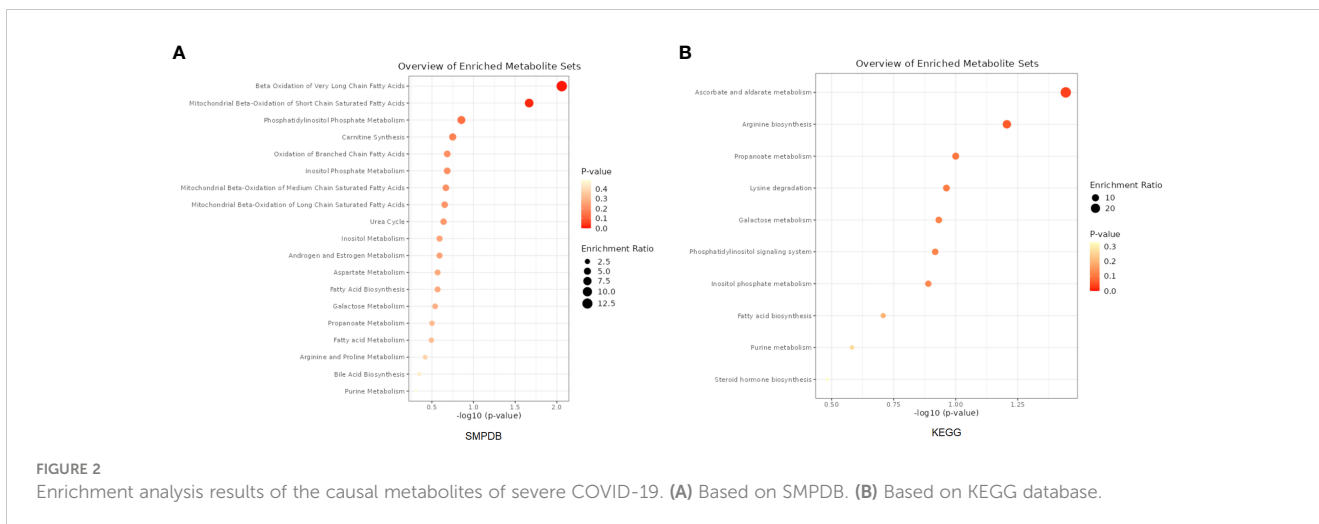 A
Overview of Enriched Metabolite Sets
Beta Oxidation of Very Long Chain Fatty Acids
Mitochondrial Beta-Oxidation of Short Chain Saturated Fatty Acids
Phosphatidylinositol Phosphate Metabolism
Carnitine Synthesis
Oxidation of Branched Chain Fatty Acids
Inositol Phosphate Metabolism
Mitochondrial Beta-Oxidation of Medium Chain Saturated Fatty Acids
Mitochondrial Beta-Oxidation of Long Chain Saturated Fatty Acids
Urea Cycle
Inositol Metabolism
Androgen and Estrogen Metabolism
Aspartate Metabolism
Fatty Acid Biosynthesis
Galactose Metabolism
Propanoate Metabolism
Fatty acid Metabolism
Arginine and Proline Metabolism
Bile Acid Biosynthesis
Purine Metabolism
0.5 1.0 1.5 2.0
-log10 (p-value)
SMPDB
P-value
0.4
0.3
0.2
0.1
0.0
Enrichment Ratio
2.5
5.0
7.5
10.0
12.5
B
Overview of Enriched Metabolite Sets
Ascorbate and aldarate metabolism
Arginine biosynthesis
Propanoate metabolism
Lysine degradation
Galactose metabolism
Phosphatidylinositol signaling system
Inositol phosphate metabolism
Fatty acid biosynthesis
Purine metabolism
Steroid hormone biosynthesis
0.50 0.75 1.00 1.25
-log10 (p-value)
KEGG
Enrichment Ratio
10
20
P-value
0.3
0.2
0.1
0.0
FIGURE 2
Enrichment analysis results of the causal metabolites of severe COVID-19. (A) Based on SMPDB. (B) Based on KEGG database.